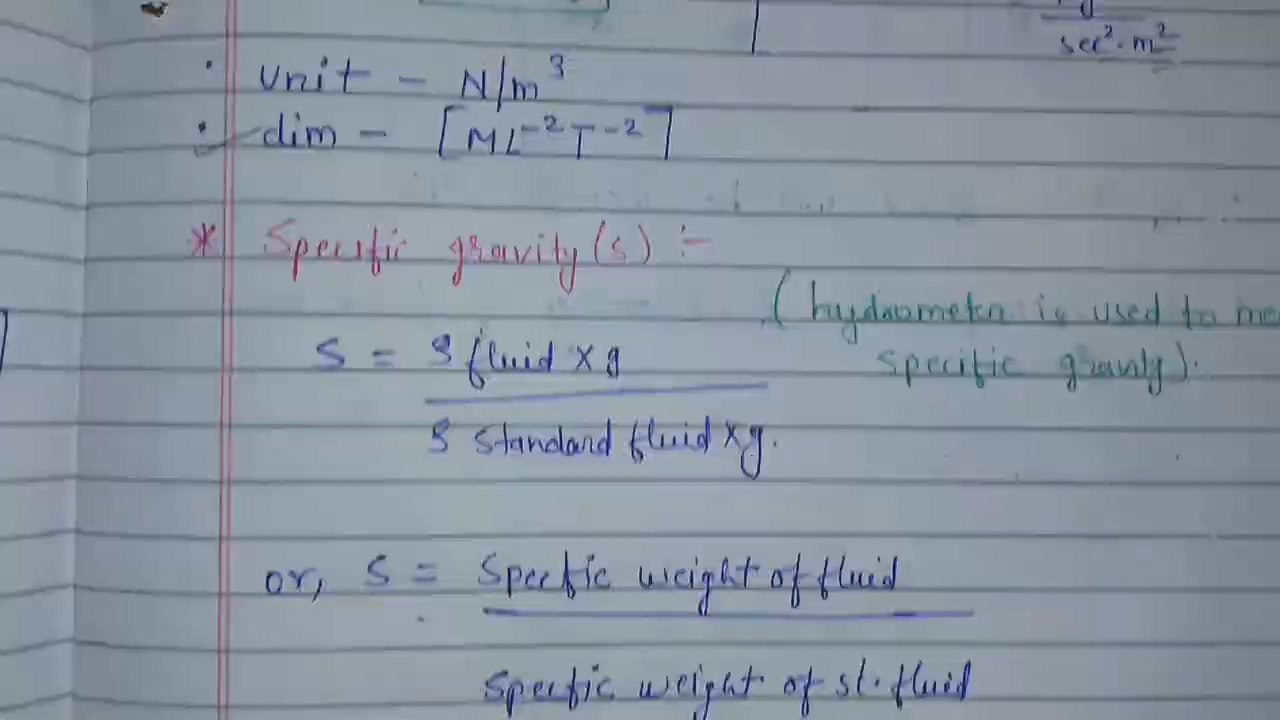 sec². m²
· unit - N/m³
· dim - [ML⁻²T⁻²]
* Specific gravity (s) :-
(hydrometer is used to
specific gravity).
S = ρ fluid × g
ρ standard fluid × g.
or, S = Specific weight of fluid
Specific weight of st. fluid